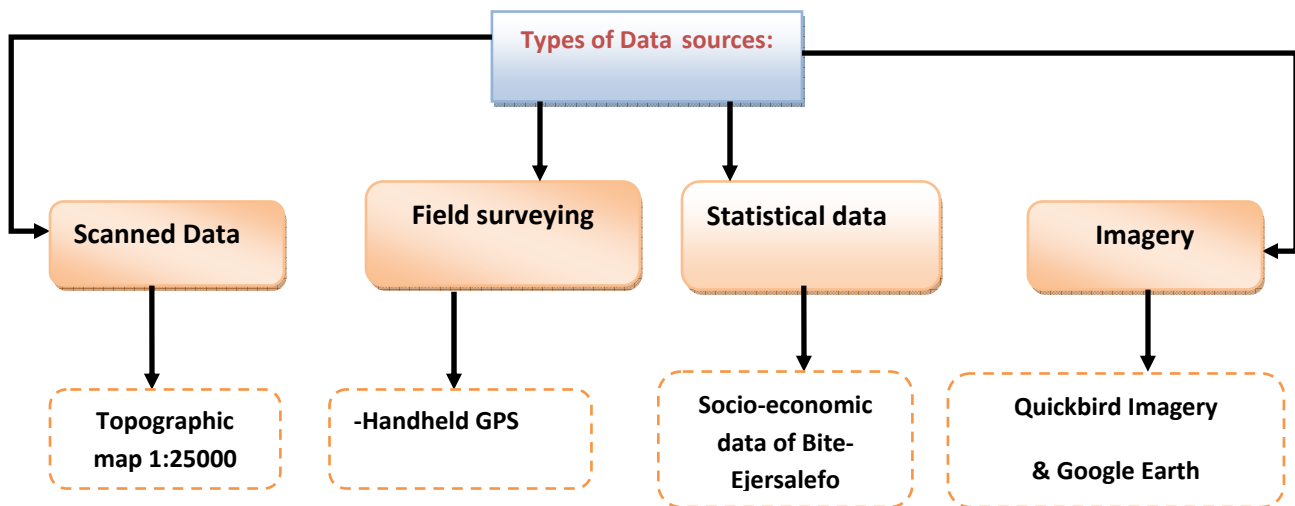 Types of Data sources:
Scanned Data
Field surveying
Statistical data
Imagery
Topographic
map 1:25000
-Handheld GPS
Socio-economic
data of Bite-
Ejersalefo
Quickbird Imagery
& Google Earth